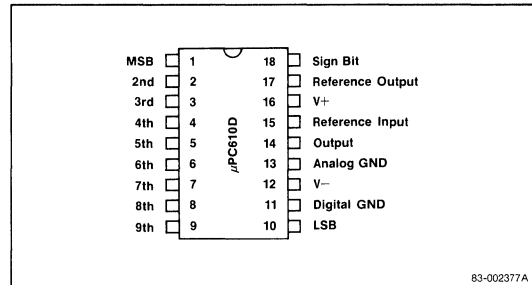 MSB 1 18 Sign Bit
2nd 2 17 Reference Output
3rd 3 16 V+
4th 4 15 Reference Input
5th 5 14 Output
6th 6 13 Analog GND
7th 7 12 V−
8th 8 11 Digital GND
9th 9 10 LSB
μPC610D
83-002377A